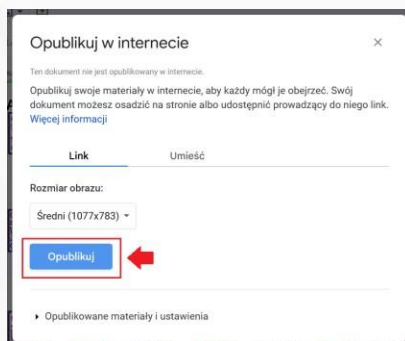 Opublikuj w internecie
Ten dokument nie jest opublikowany w internecie.
Opublikuj swoje materiały w internecie, aby każdy mógł je obejrzeć. Swój
dokument możesz osadzić na stronie albo udostępnić prowadzący do niego link.
Więcej informacji
Link Umieść
Rozmiar obrazu:
Średni (1077x783)
Opublikuj
Opublikowane materiały i ustawienia